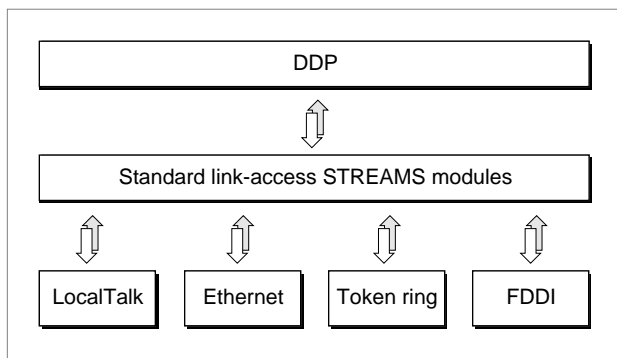 DDP
Standard link-access STREAMS modules
LocalTalk
Ethernet
Token ring
FDDI